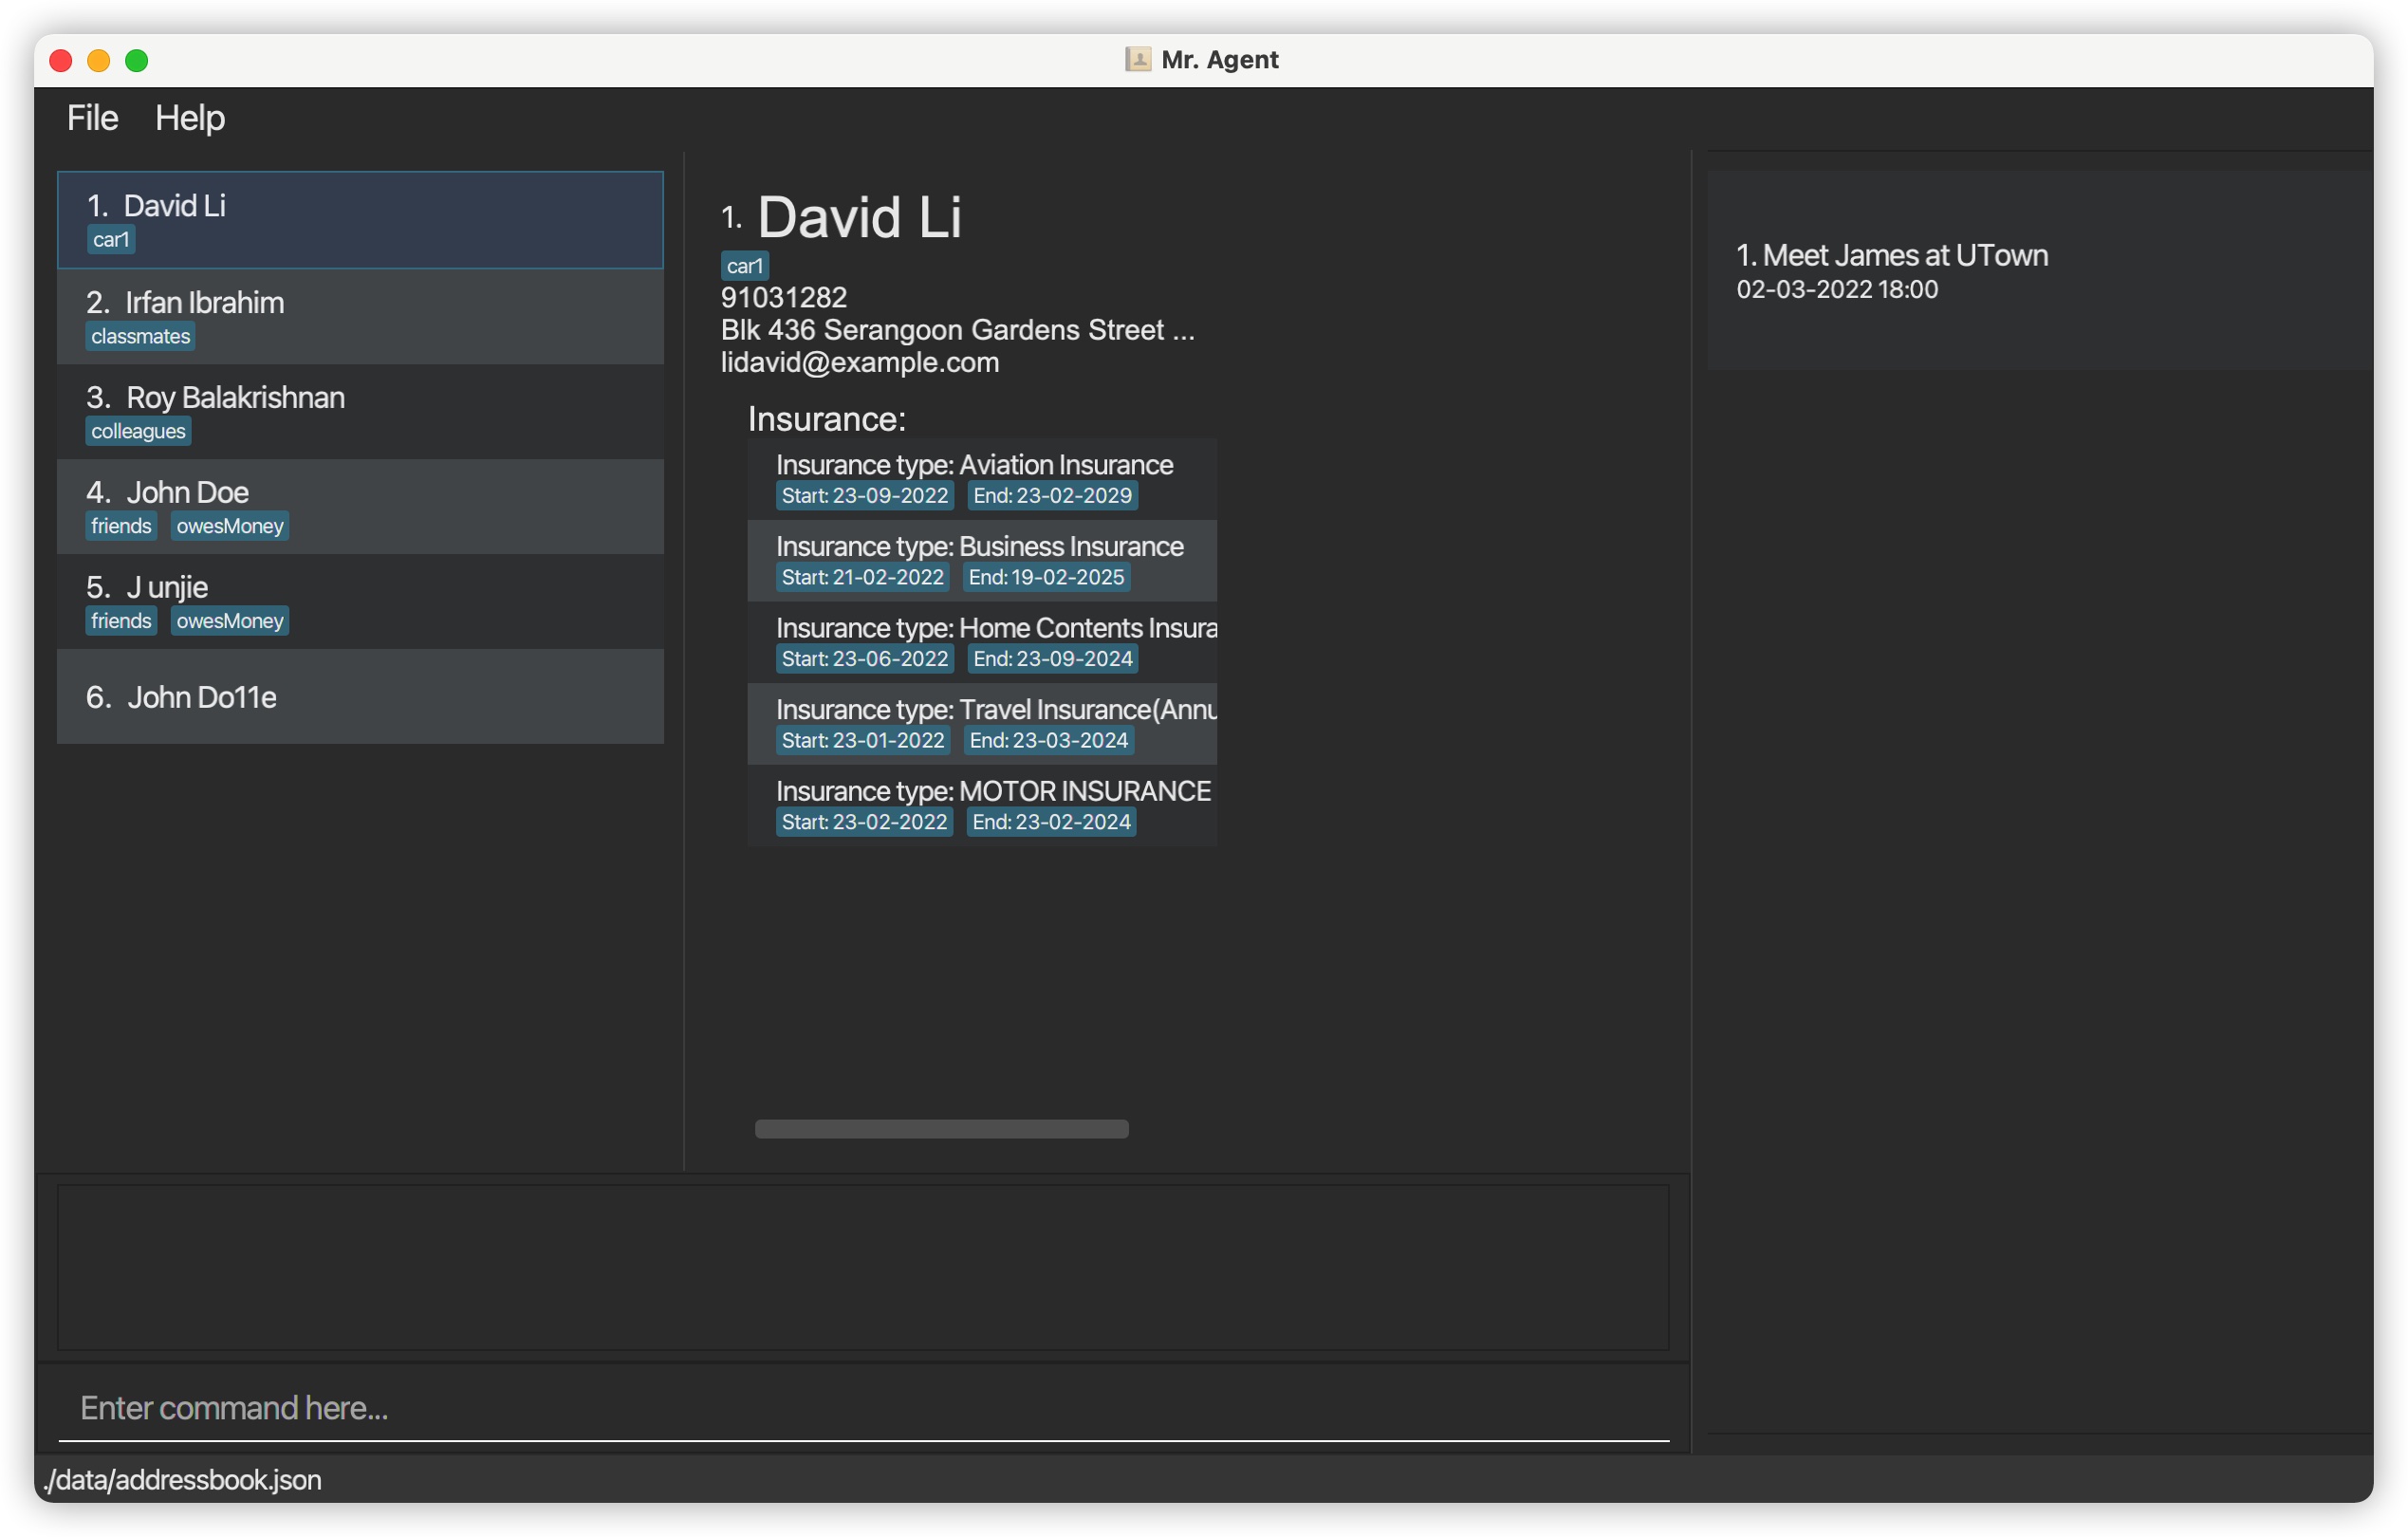 Mr. Agent
File Help
1. David Li
car1
2. Irfan Ibrahim
classmates
3. Roy Balakrishnan
colleagues
4. John Doe
friends owesMoney
5. J unjie
friends owesMoney
6. John Do11e
1. David Li
car1
91031282
Blk 436 Serangoon Gardens Street ...
lidavid@example.com
Insurance:
Insurance type: Aviation Insurance
Start: 23-09-2022 End: 23-02-2029
Insurance type: Business Insurance
Start: 21-02-2022 End: 19-02-2025
Insurance type: Home Contents Insura
Start: 23-06-2022 End: 23-09-2024
Insurance type: Travel Insurance(Annu
Start: 23-01-2022 End: 23-03-2024
Insurance type: MOTOR INSURANCE
Start: 23-02-2022 End: 23-02-2024
1. Meet James at UTown
02-03-2022 18:00
Enter command here...
./data/addressbook.json